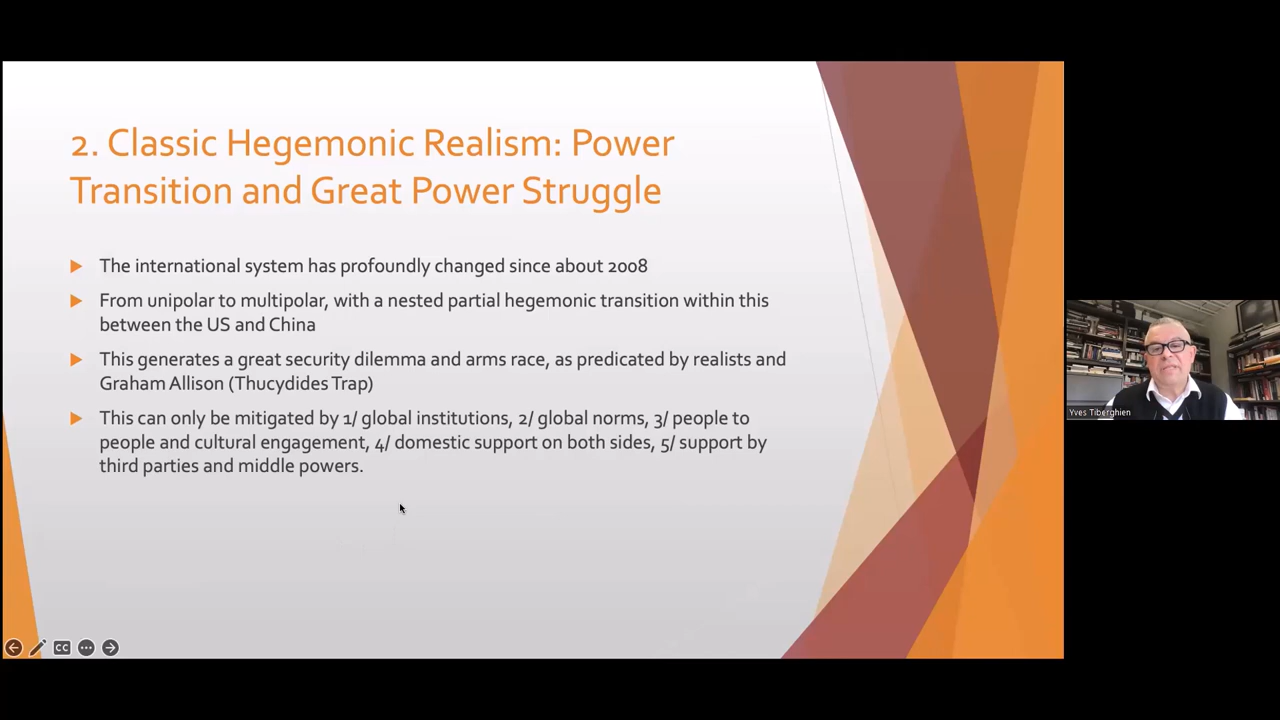 2. Classic Hegemonic Realism: Power
Transition and Great Power Struggle
The international system has profoundly changed since about 2008
From unipolar to multipolar, with a nested partial hegemonic transition within this
between the US and China
This generates a great security dilemma and arms race, as predicated by realists and
Graham Allison (Thucydides Trap)
This can only be mitigated by 1/ global institutions, 2/ global norms, 3/ people to
people and cultural engagement, 4/ domestic support on both sides, 5/ support by
third parties and middle powers.
CC
Yves Tiberghien